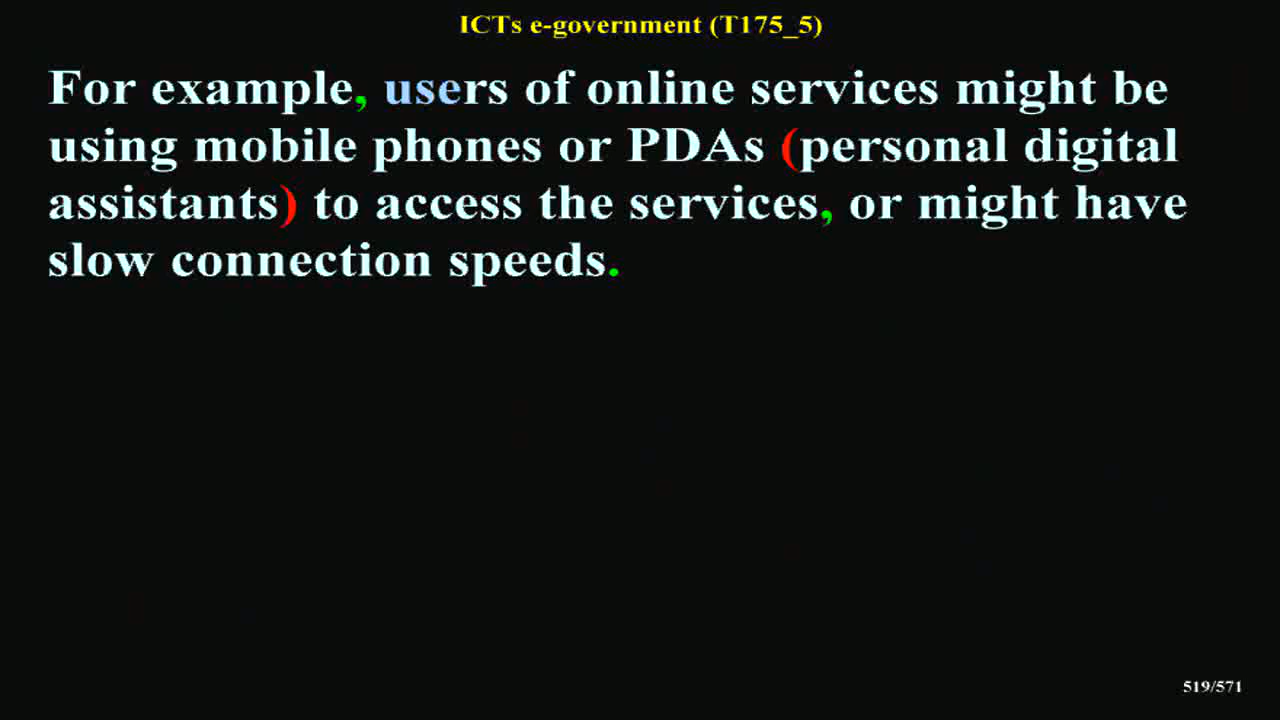 ICTs e-government (T175_5)
For example, users of online services might be
using mobile phones or PDAs (personal digital
assistants) to access the services, or might have
slow connection speeds.
519/571